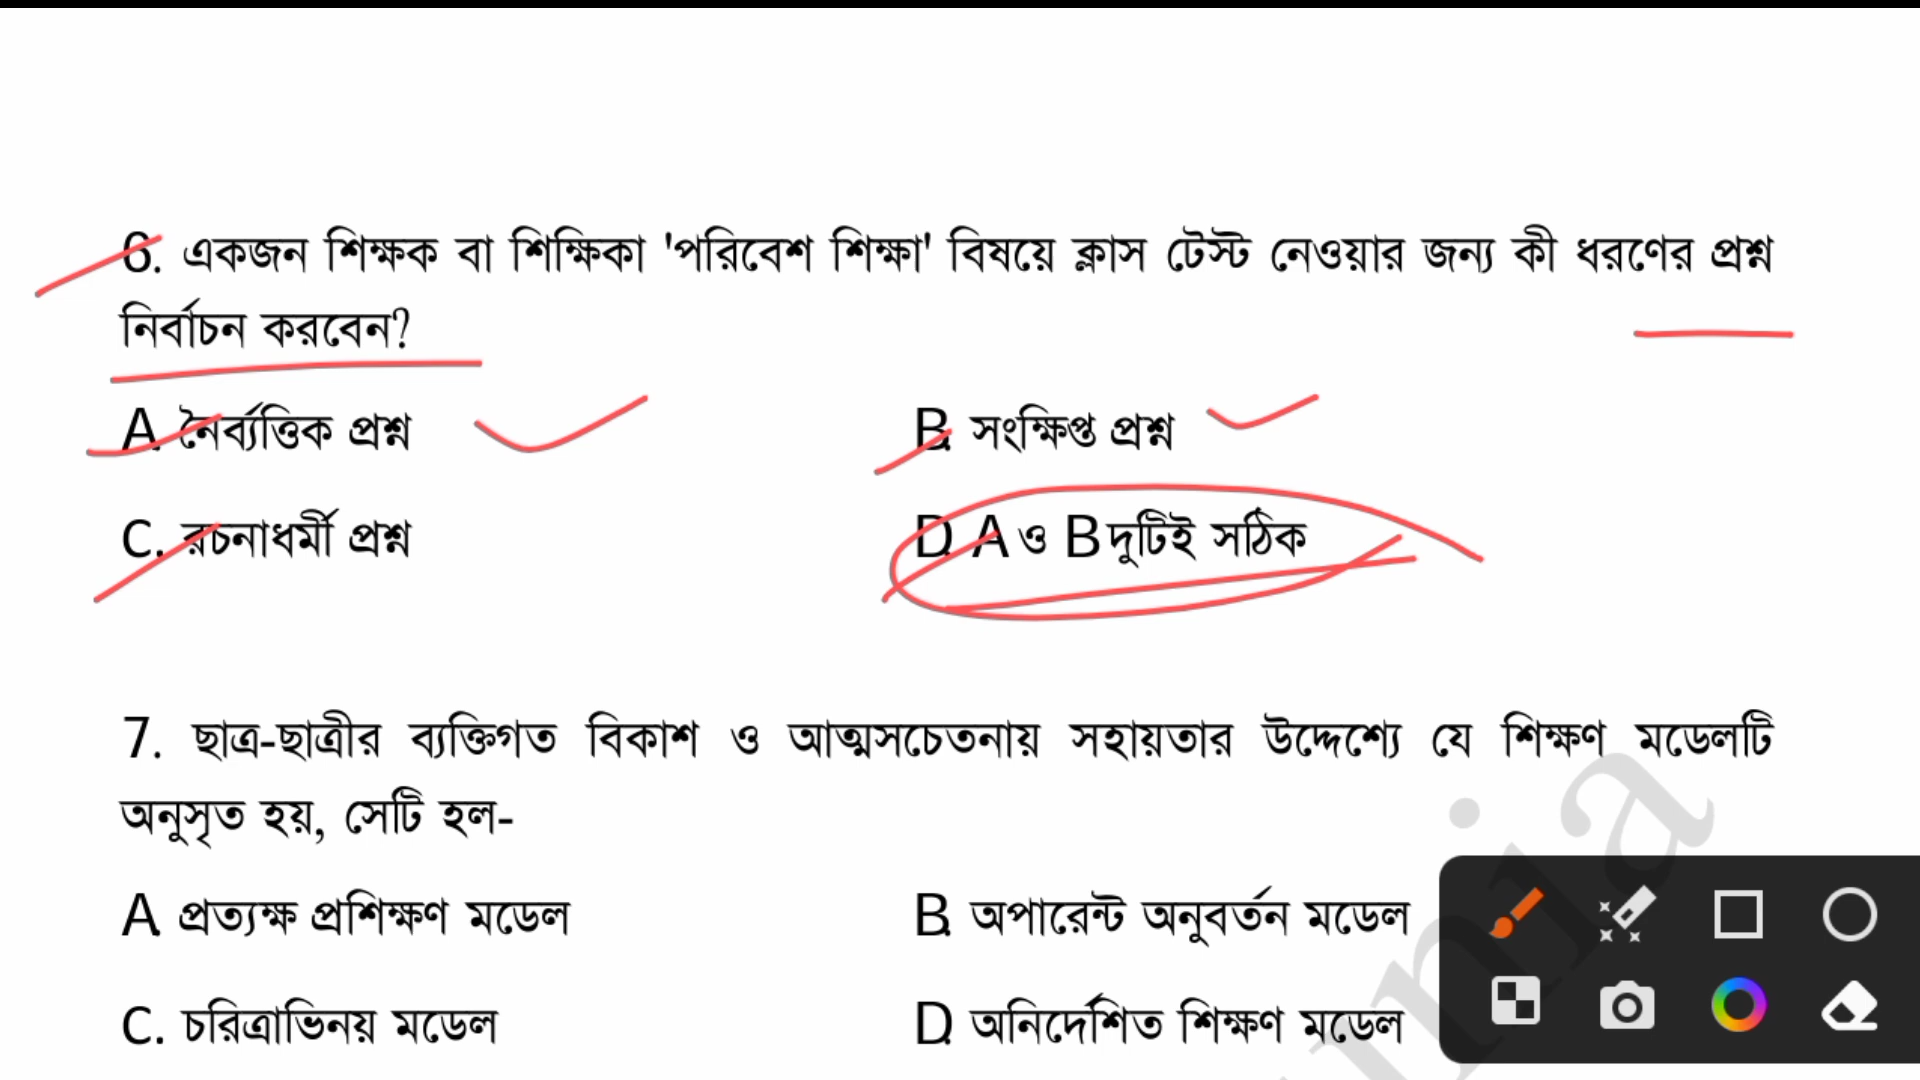 6. একজন শিক্ষক বা শিক্ষিকা 'পরিবেশ শিক্ষা' বিষয়ে ক্লাস টেস্ট নেওয়ার জন্য কী ধরণের প্রশ্ন
নির্বাচন করবেন?
A. নৈর্ব্যত্তিক প্রশ্ন B. সংক্ষিপ্ত প্রশ্ন
C. রচনাধর্মী প্রশ্ন D. A ও B দুটিই সঠিক
7. ছাত্র-ছাত্রীর ব্যক্তিগত বিকাশ ও আত্মসচেতনায় সহায়তার উদ্দেশ্যে যে শিক্ষণ মডেলটি
অনুসৃত হয়, সেটি হল-
A. প্রত্যক্ষ প্রশিক্ষণ মডেল B. অপারেন্ট অনুবর্তন মডেল
C. চরিত্রাভিনয় মডেল D. অনির্দেশিত শিক্ষণ মডেল